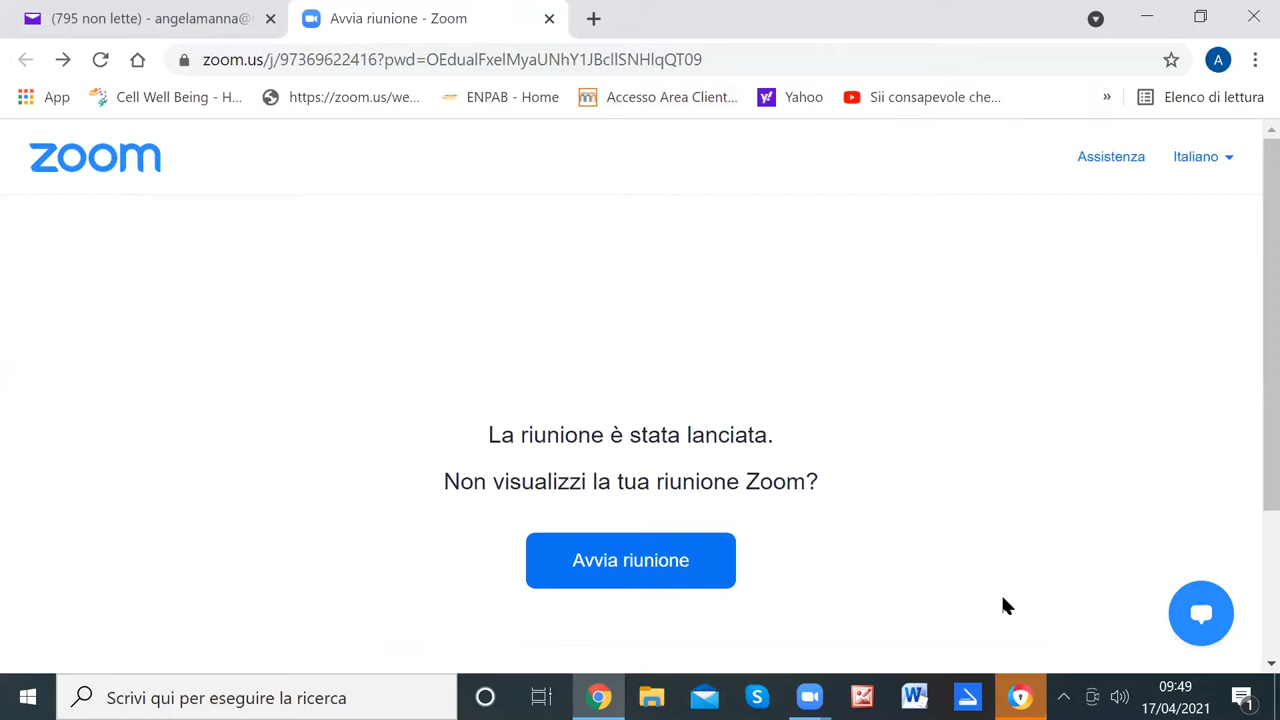 (795 non lette) - angelamanna@
Avvia riunione - Zoom
zoom.us/j/97369622416?pwd=OEdualFxelMyaUNhY1JBcllSNHlqQT09
A
App
Cell Well Being - H...
https://zoom.us/we...
ENPAB - Home
Accesso Area Client...
Yahoo
Sii consapevole che...
»
Elenco di lettura
zoom
Assistenza
Italiano
La riunione è stata lanciata.
Non visualizzi la tua riunione Zoom?
Avvia riunione
Scrivi qui per eseguire la ricerca
09:49
17/04/2021
1